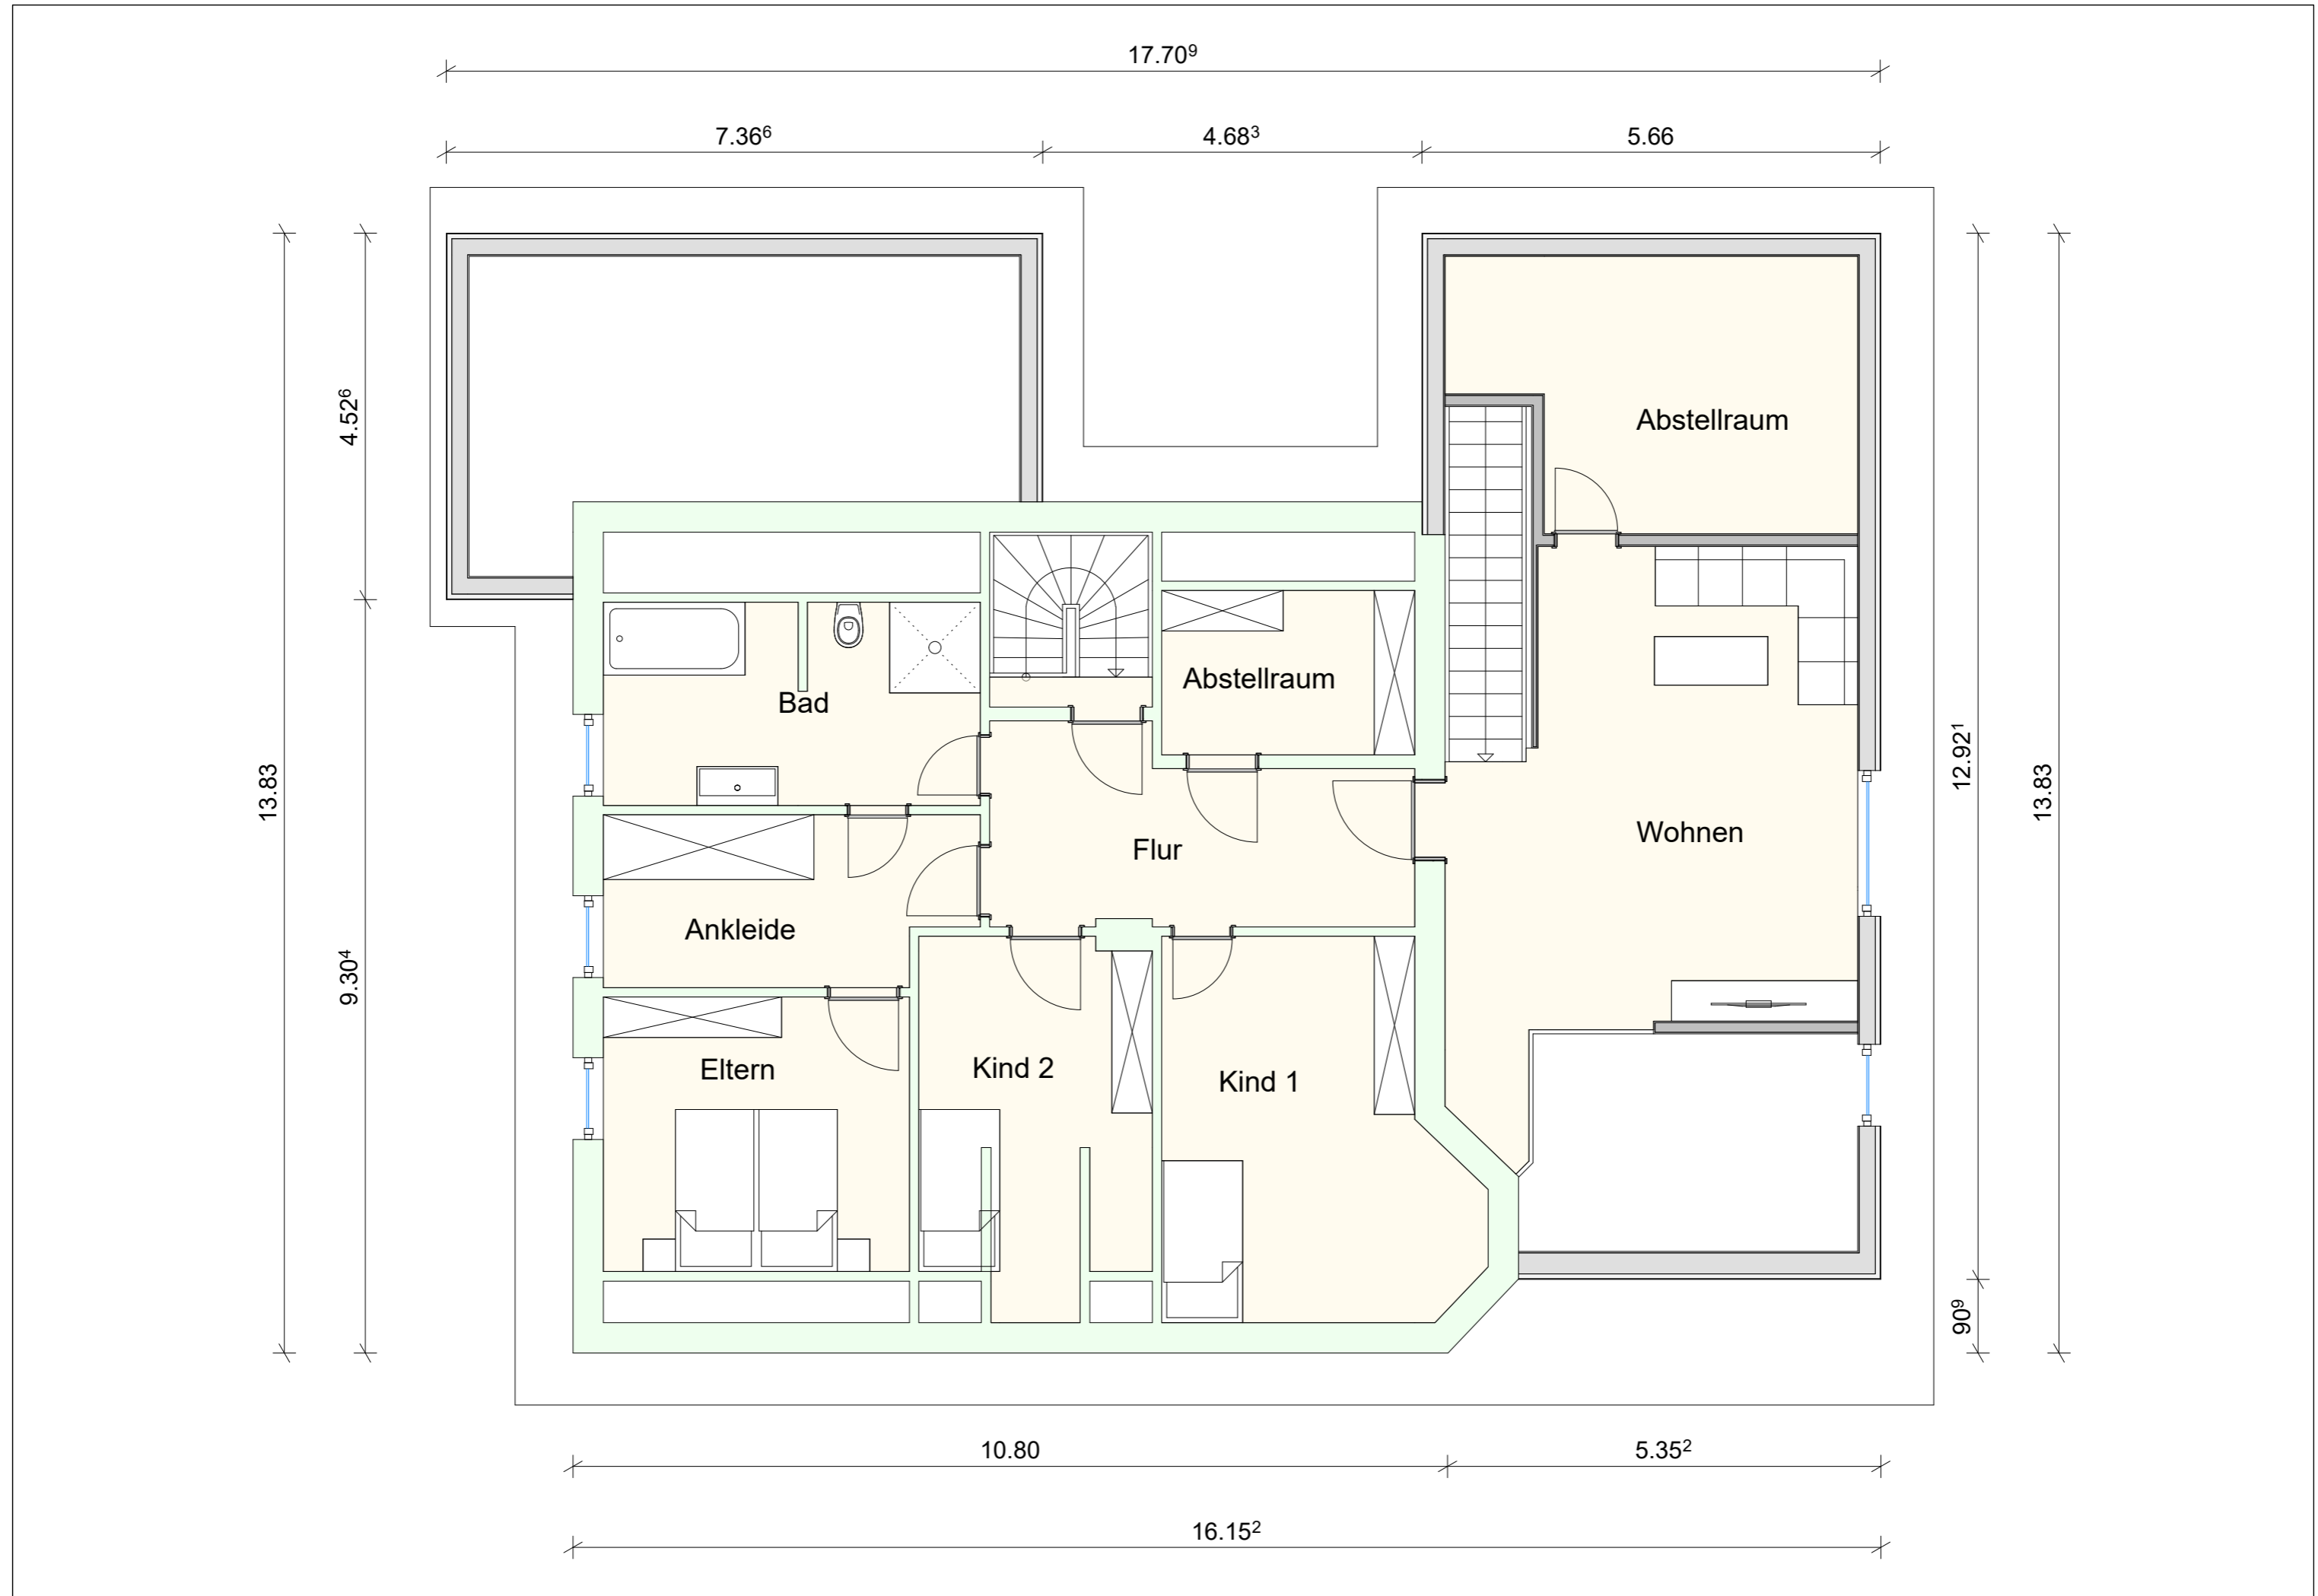 17.70⁹
7.36⁶ 4.68³ 5.66
4.52⁶
Abstellraum
Abstellraum
Bad
13.83
12.92¹
13.83
Wohnen
Flur
Ankleide
9.30⁴
Eltern
Kind 2
Kind 1
90⁹
10.80 5.35²
16.15²